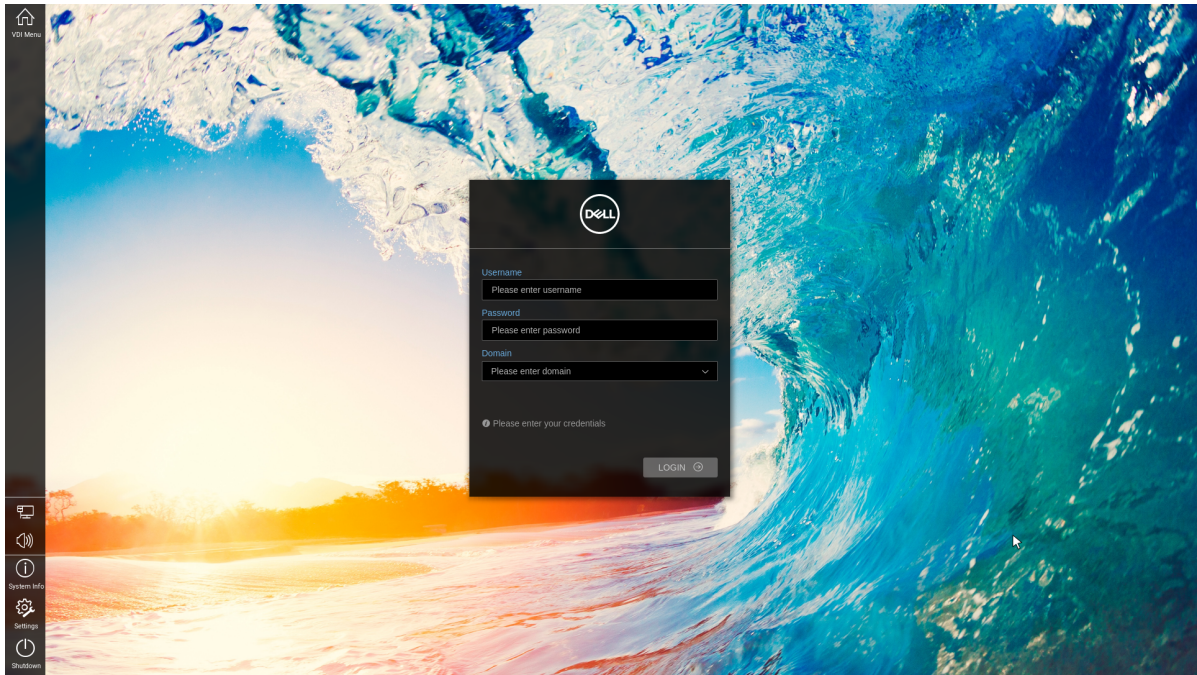 VDI Menu
DELL
Username
Please enter username
Password
Please enter password
Domain
Please enter domain
Please enter your credentials
LOGIN
System Info
Settings
Shutdown